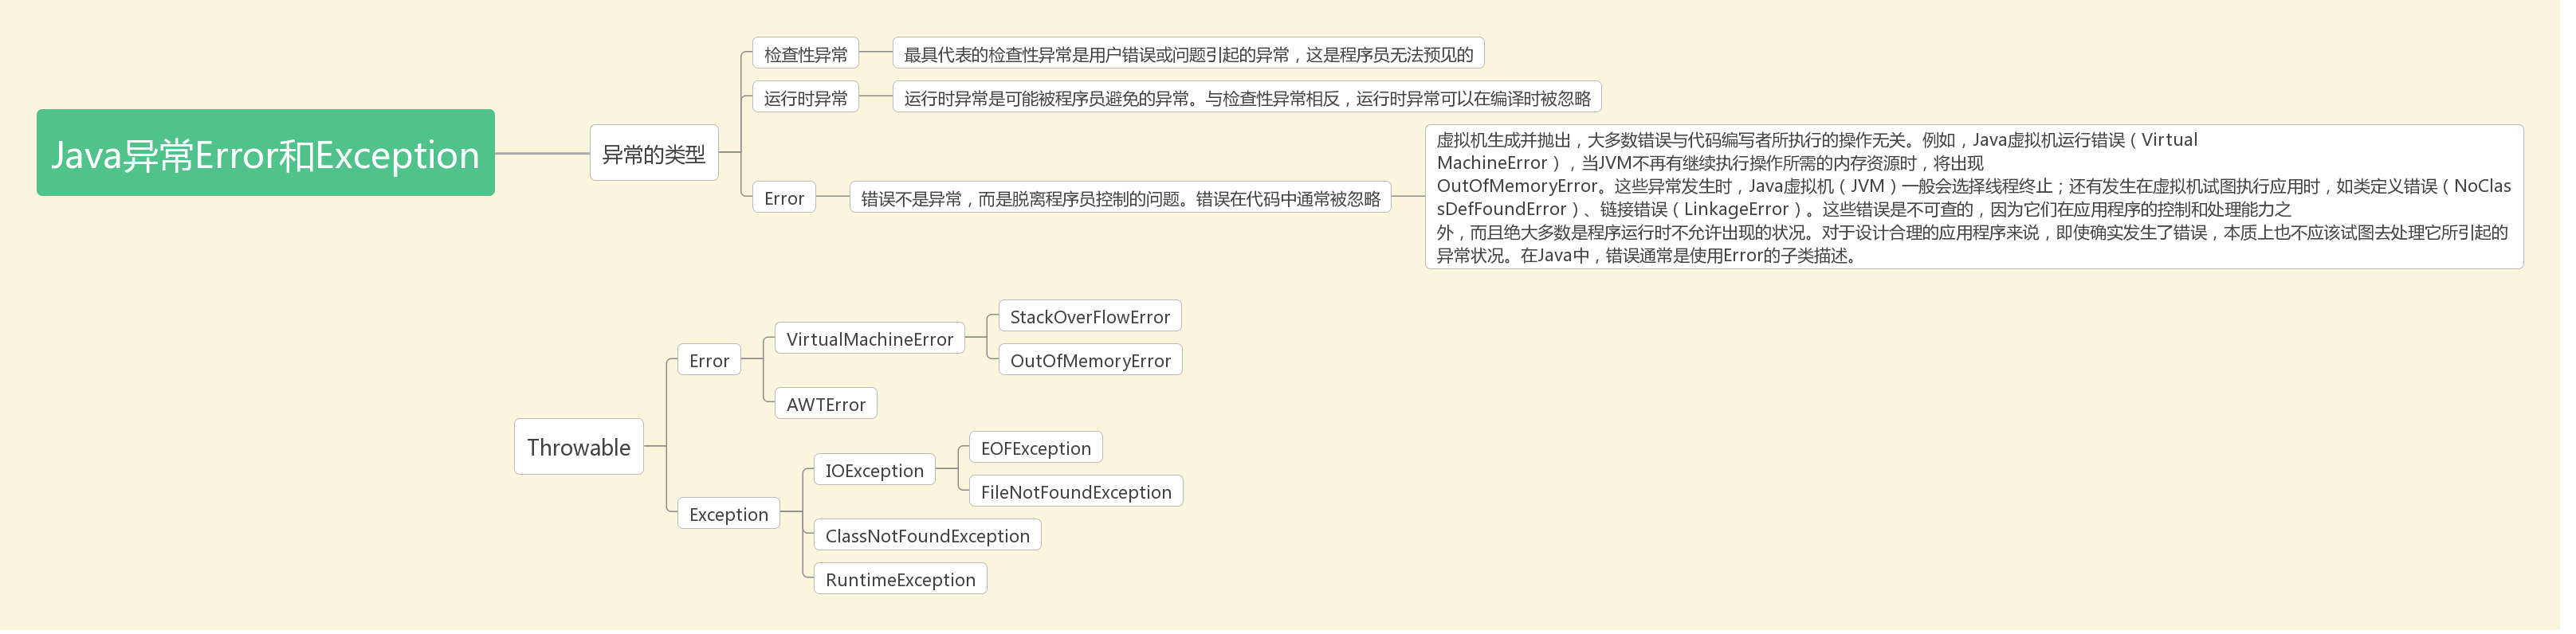 Java异常Error和Exception
异常的类型
检查性异常
最具代表的检查性异常是用户错误或问题引起的异常，这是程序员无法预见的
运行时异常
运行时异常是可能被程序员避免的异常。与检查性异常相反，运行时异常可以在编译时被忽略
Error
错误不是异常，而是脱离程序员控制的问题。错误在代码中通常被忽略
虚拟机生成并抛出，大多数错误与代码编写者所执行的操作无关。例如，Java虚拟机运行错误（Virtual
MachineError），当JVM不再有继续执行操作所需的内存资源时，将出现
OutOfMemoryError。这些异常发生时，Java虚拟机（JVM）一般会选择线程终止；还有发生在虚拟机试图执行应用时，如类定义错误（NoClas
sDefFoundError）、链接错误（LinkageError）。这些错误是不可查的，因为它们在应用程序的控制和处理能力之
外，而且绝大多数是程序运行时不允许出现的状况。对于设计合理的应用程序来说，即使确实发生了错误，本质上也不应该试图去处理它所引起的
异常状况。在Java中，错误通常是使用Error的子类描述。
Throwable
Error
VirtualMachineError
StackOverFlowError
OutOfMemoryError
AWTError
Exception
IOException
EOFException
FileNotFoundException
ClassNotFoundException
RuntimeException